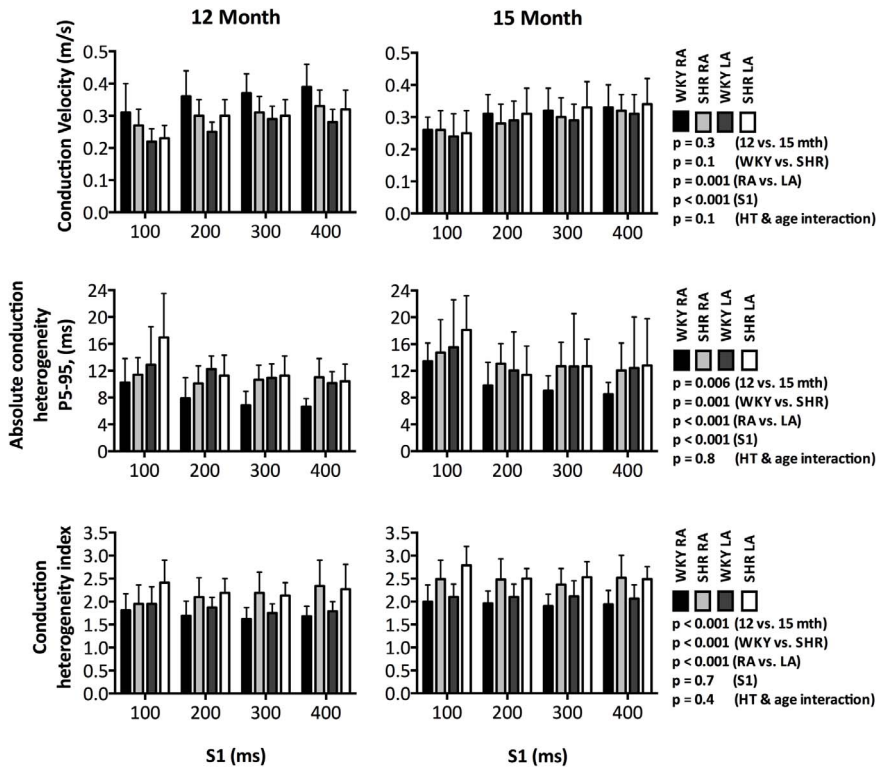 12 Month
15 Month
Conduction Velocity (m/s)
0.5
0.4
0.3
0.2
0.1
0.0
100 200 300 400
0.5
0.4
0.3
0.2
0.1
0.0
100 200 300 400
WKY RA
SHR RA
WKY LA
SHR LA
p = 0.3 (12 vs. 15 mth)
p = 0.1 (WKY vs. SHR)
p = 0.001 (RA vs. LA)
p < 0.001 (S1)
p = 0.1 (HT & age interaction)
Absolute conduction
heterogeneity
P5-95, (ms)
24
20
16
12
8
4
0
100 200 300 400
24
20
16
12
8
4
0
100 200 300 400
WKY RA
SHR RA
WKY LA
SHR LA
p = 0.006 (12 vs. 15 mth)
p = 0.001 (WKY vs. SHR)
p < 0.001 (RA vs. LA)
p < 0.001 (S1)
p = 0.8 (HT & age interaction)
Conduction
heterogeneity index
3.5
3.0
2.5
2.0
1.5
1.0
0.5
0.0
100 200 300 400
3.5
3.0
2.5
2.0
1.5
1.0
0.5
0.0
100 200 300 400
WKY RA
SHR RA
WKY LA
SHR LA
p < 0.001 (12 vs. 15 mth)
p < 0.001 (WKY vs. SHR)
p < 0.001 (RA vs. LA)
p = 0.7 (S1)
p = 0.4 (HT & age interaction)
S1 (ms)
S1 (ms)